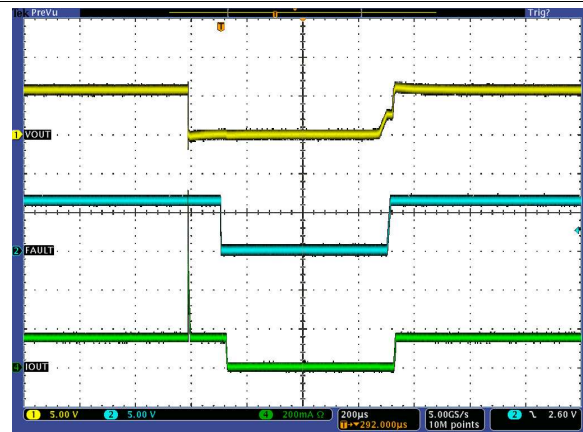 Tek PreVu
Trig?
T
1 VOUT
2 FAULT
4 IOUT
1 5.00 V
2 5.00 V
4 200mA Ω
200µs
T→▼292.000µs
5.00GS/s
10M points
2 2.60 V